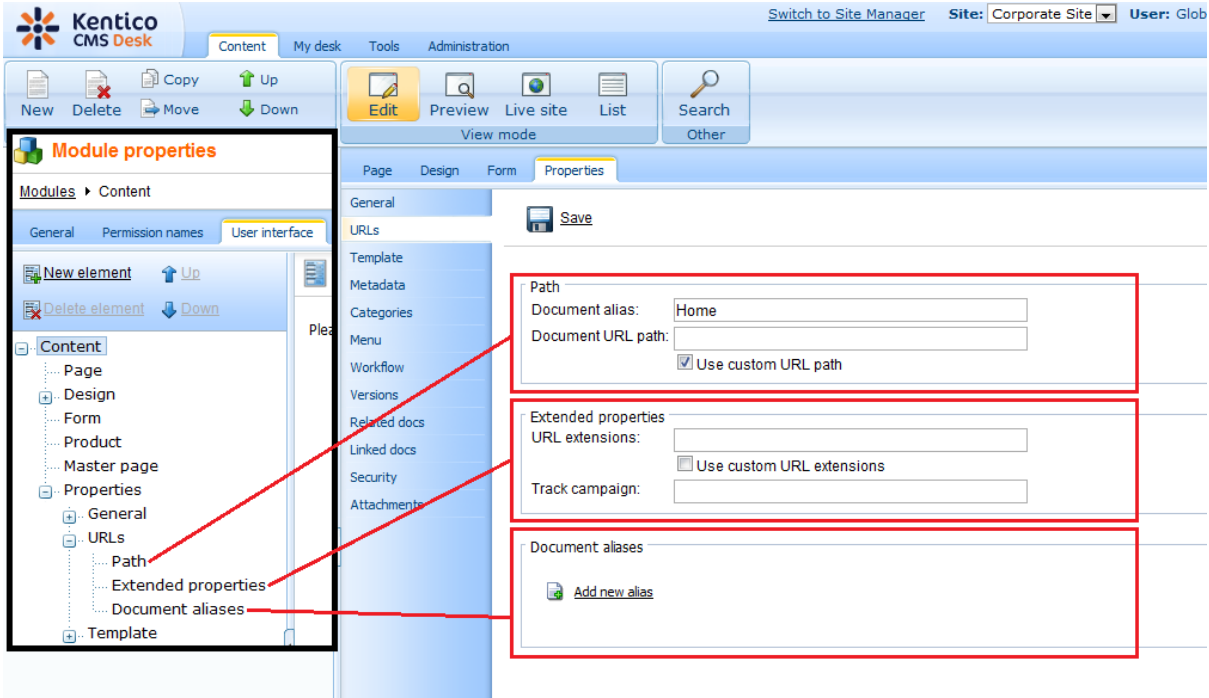 Kentico
CMS Desk
Switch to Site Manager Site: Corporate Site User: Glob
Content My desk Tools Administration
New Delete Copy Move Up Down
Edit Preview Live site List
View mode
Search
Other
Module properties
Modules Content
General Permission names User interface
New element Up
Delete element Down
Plea
Content
Page
Design
Form
Product
Master page
Properties
General
URLs
Path
Extended properties
Document aliases
Template
Page Design Form Properties
General
URLs
Template
Metadata
Categories
Menu
Workflow
Versions
Related docs
Linked docs
Security
Attachments
Save
Path
Document alias: Home
Document URL path:
Use custom URL path
Extended properties
URL extensions:
Use custom URL extensions
Track campaign:
Document aliases
Add new alias